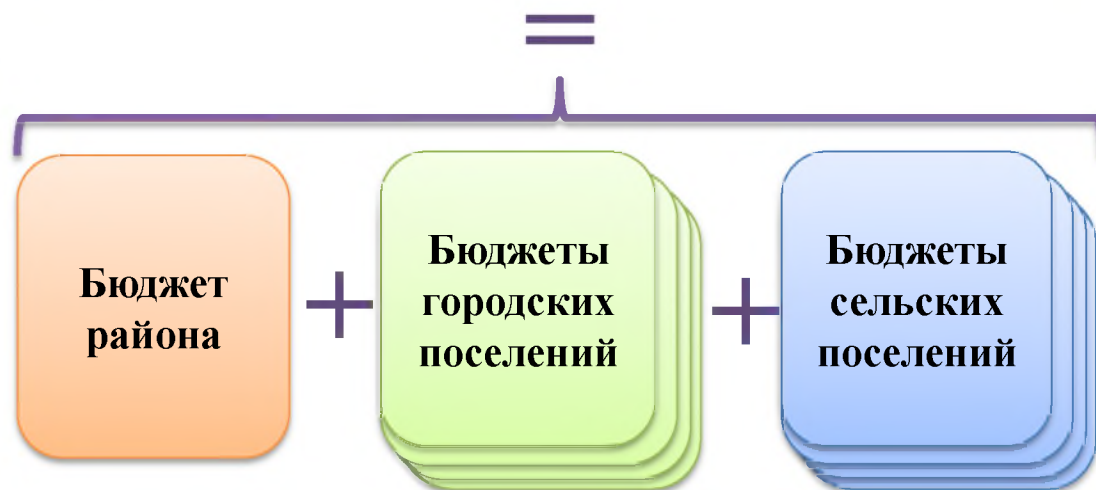 =
Бюджет
района
+
Бюджеты
городских
поселений
+
Бюджеты
сельских
поселений